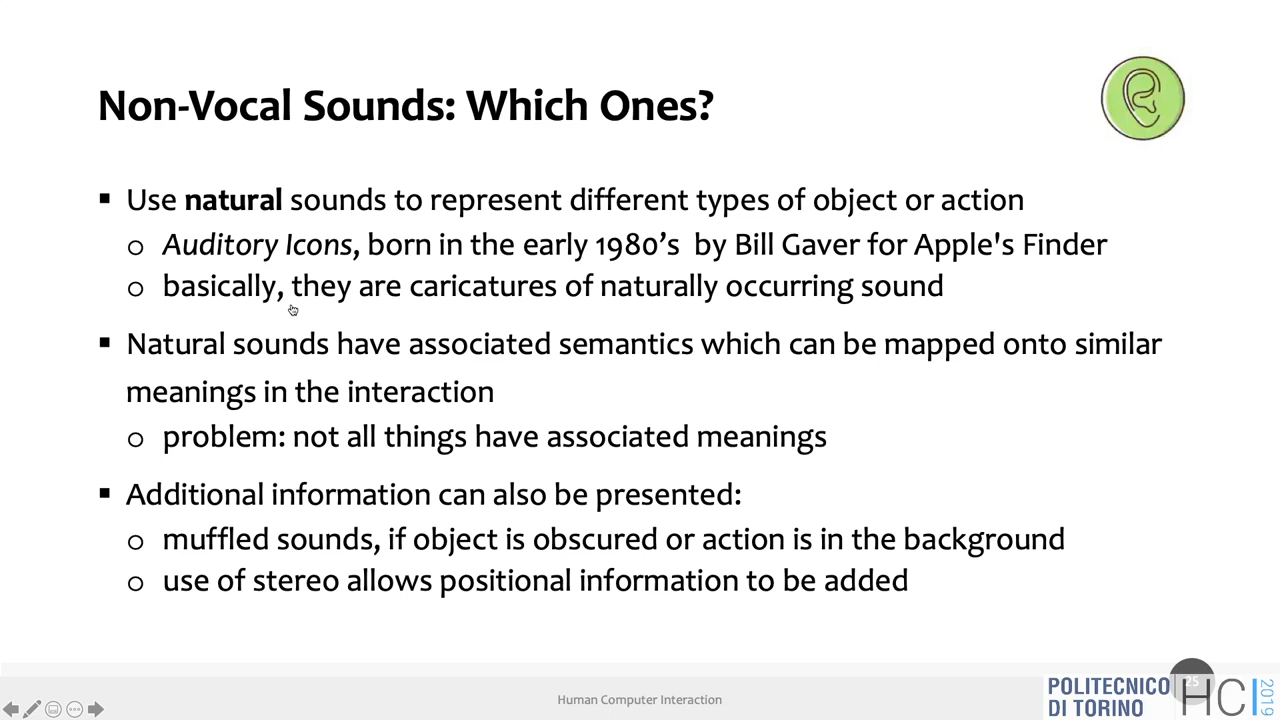 Non-Vocal Sounds: Which Ones?
▪ Use natural sounds to represent different types of object or action
o Auditory Icons, born in the early 1980’s  by Bill Gaver for Apple's Finder
o basically, they are caricatures of naturally occurring sound
▪ Natural sounds have associated semantics which can be mapped onto similar
meanings in the interaction
o problem: not all things have associated meanings
▪ Additional information can also be presented:
o muffled sounds, if object is obscured or action is in the background
o use of stereo allows positional information to be added
Human Computer Interaction
POLITECNICO
DI TORINO
25
HCI
2019